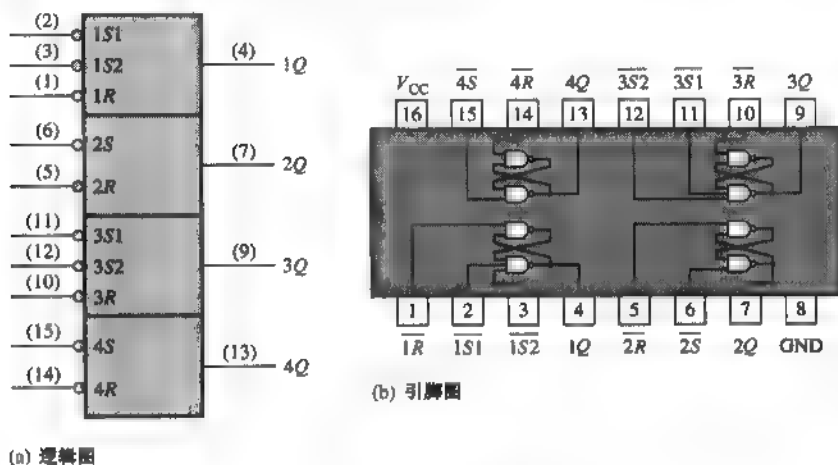 (2)
1S1
(3)
1S2
(4)
1Q
(1)
1R
(6)
2S
(7)
2Q
(5)
2R
(11)
3S1
(12)
3S2
(9)
3Q
(10)
3R
(15)
4S
(13)
4Q
(14)
4R
(a) 逻辑图
V_CC 4S̅ 4R̅ 4Q 3S2̅ 3S1̅ 3R̅ 3Q
16 15 14 13 12 11 10 9
1 2 3 4 5 6 7 8
1R̅ 1S1̅ 1S2̅ 1Q 2R̅ 2S̅ 2Q GND
(b) 引脚图